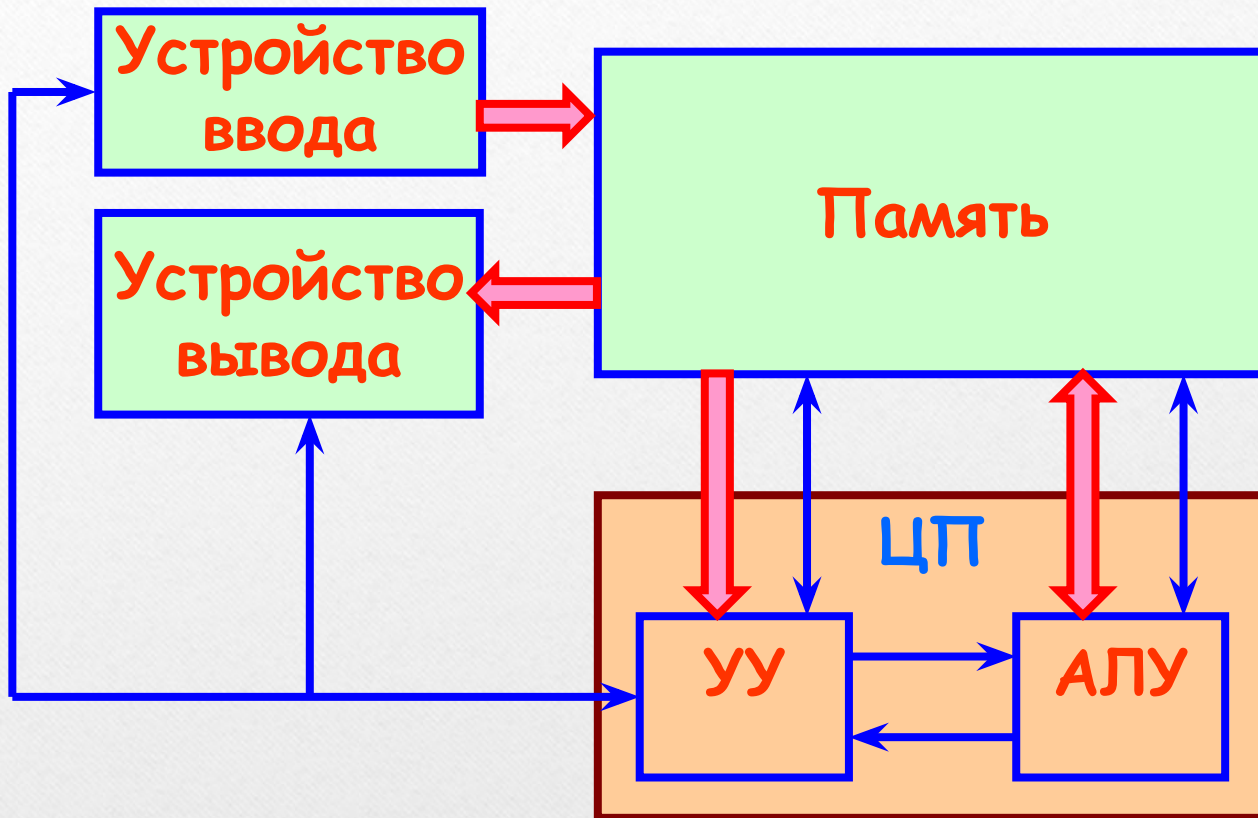 Устройство
ввода
Память
Устройство
вывода
ЦП
УУ
АЛУ